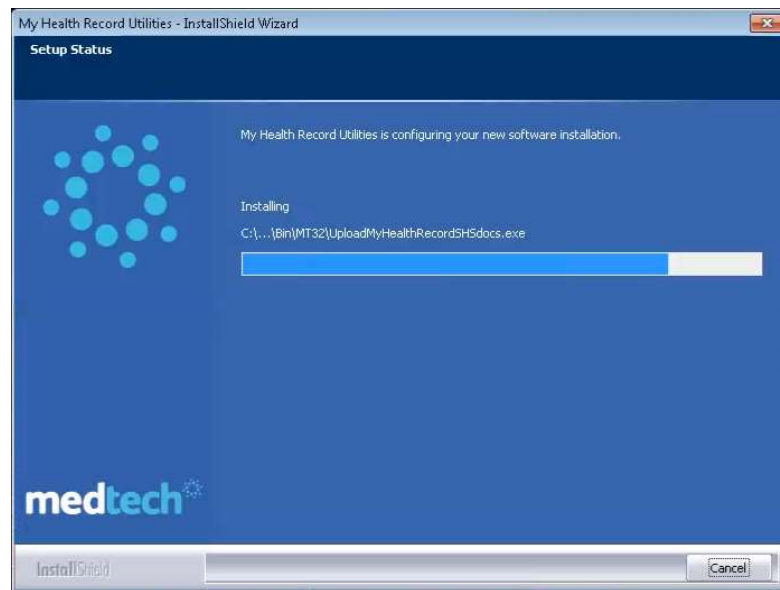 My Health Record Utilities - InstallShield Wizard
Setup Status
My Health Record Utilities is configuring your new software installation.
Installing
C:\...\Bin\MT32\UploadMyHealthRecordSHSdocs.exe
medtech
InstallShield
Cancel